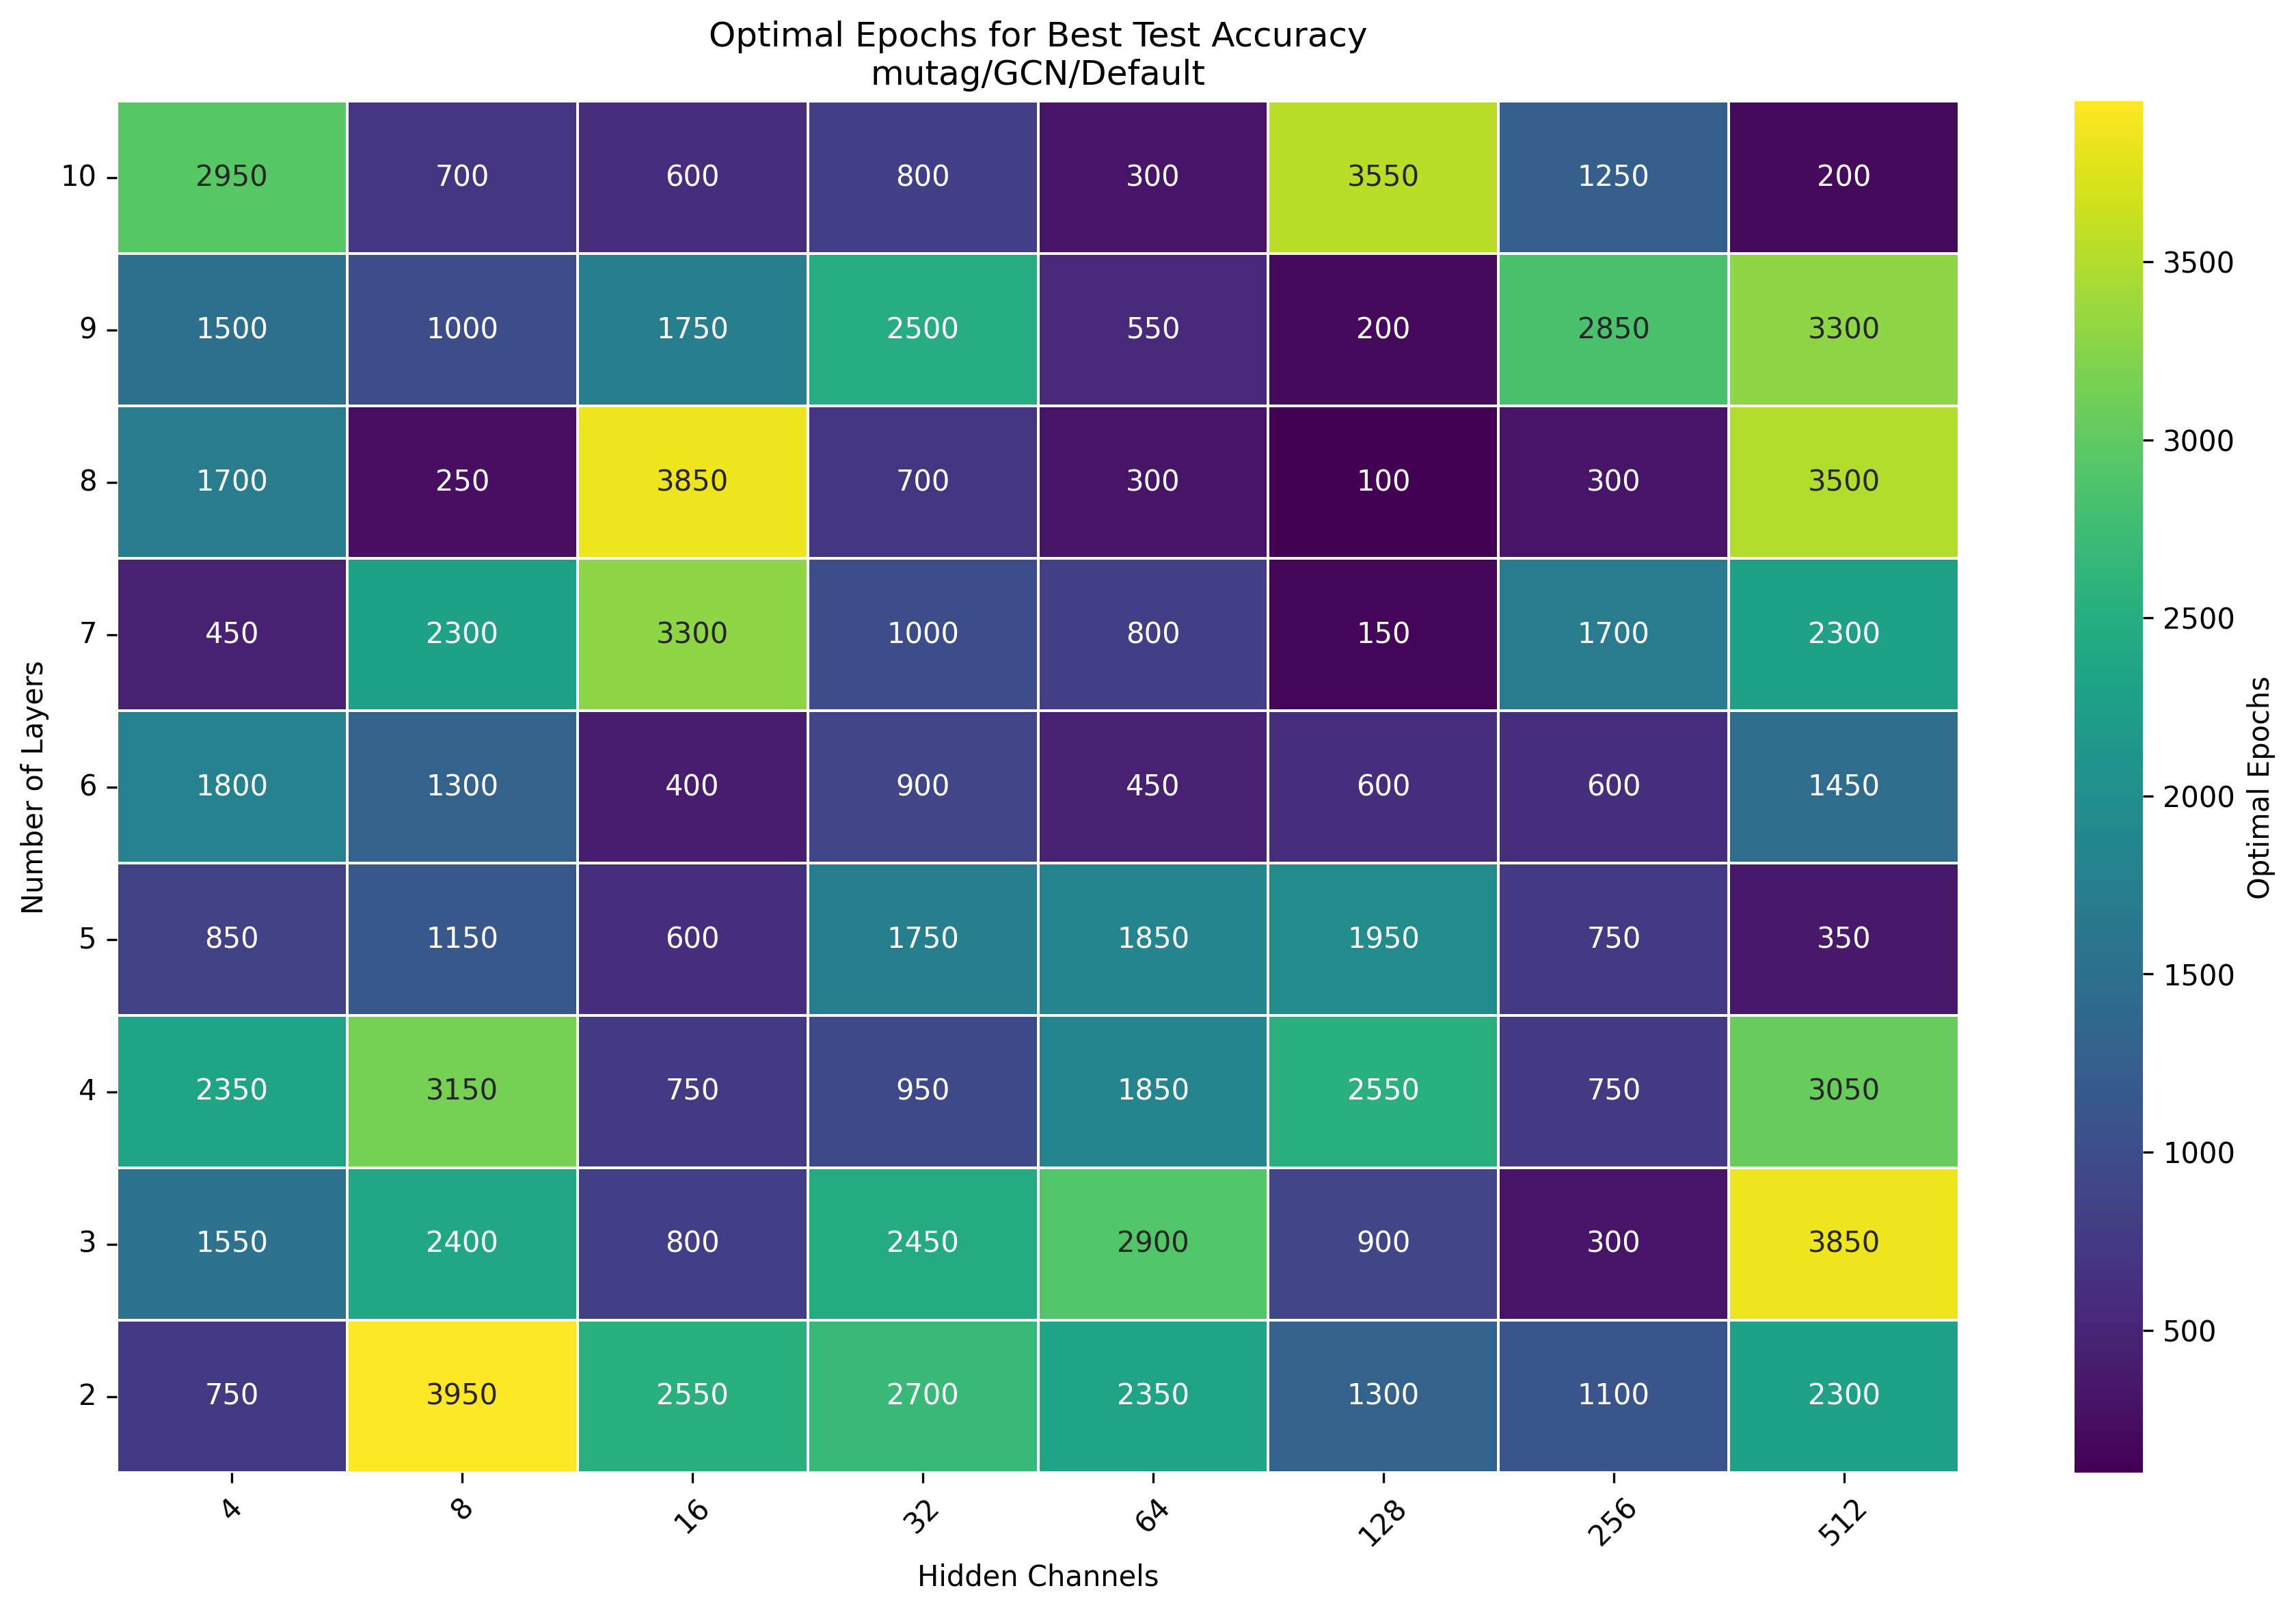 Optimal Epochs for Best Test Accuracy
mutag/GCN/Default
10 2950 700 600 800 300 3550 1250 200
9 1500 1000 1750 2500 550 200 2850 3300
8 1700 250 3850 700 300 100 300 3500
7 450 2300 3300 1000 800 150 1700 2300
6 1800 1300 400 900 450 600 600 1450
5 850 1150 600 1750 1850 1950 750 350
4 2350 3150 750 950 1850 2550 750 3050
3 1550 2400 800 2450 2900 900 300 3850
2 750 3950 2550 2700 2350 1300 1100 2300
4 8 16 32 64 128 256 512
Hidden Channels
Number of Layers
3500
3000
2500
2000
1500
1000
500
Optimal Epochs